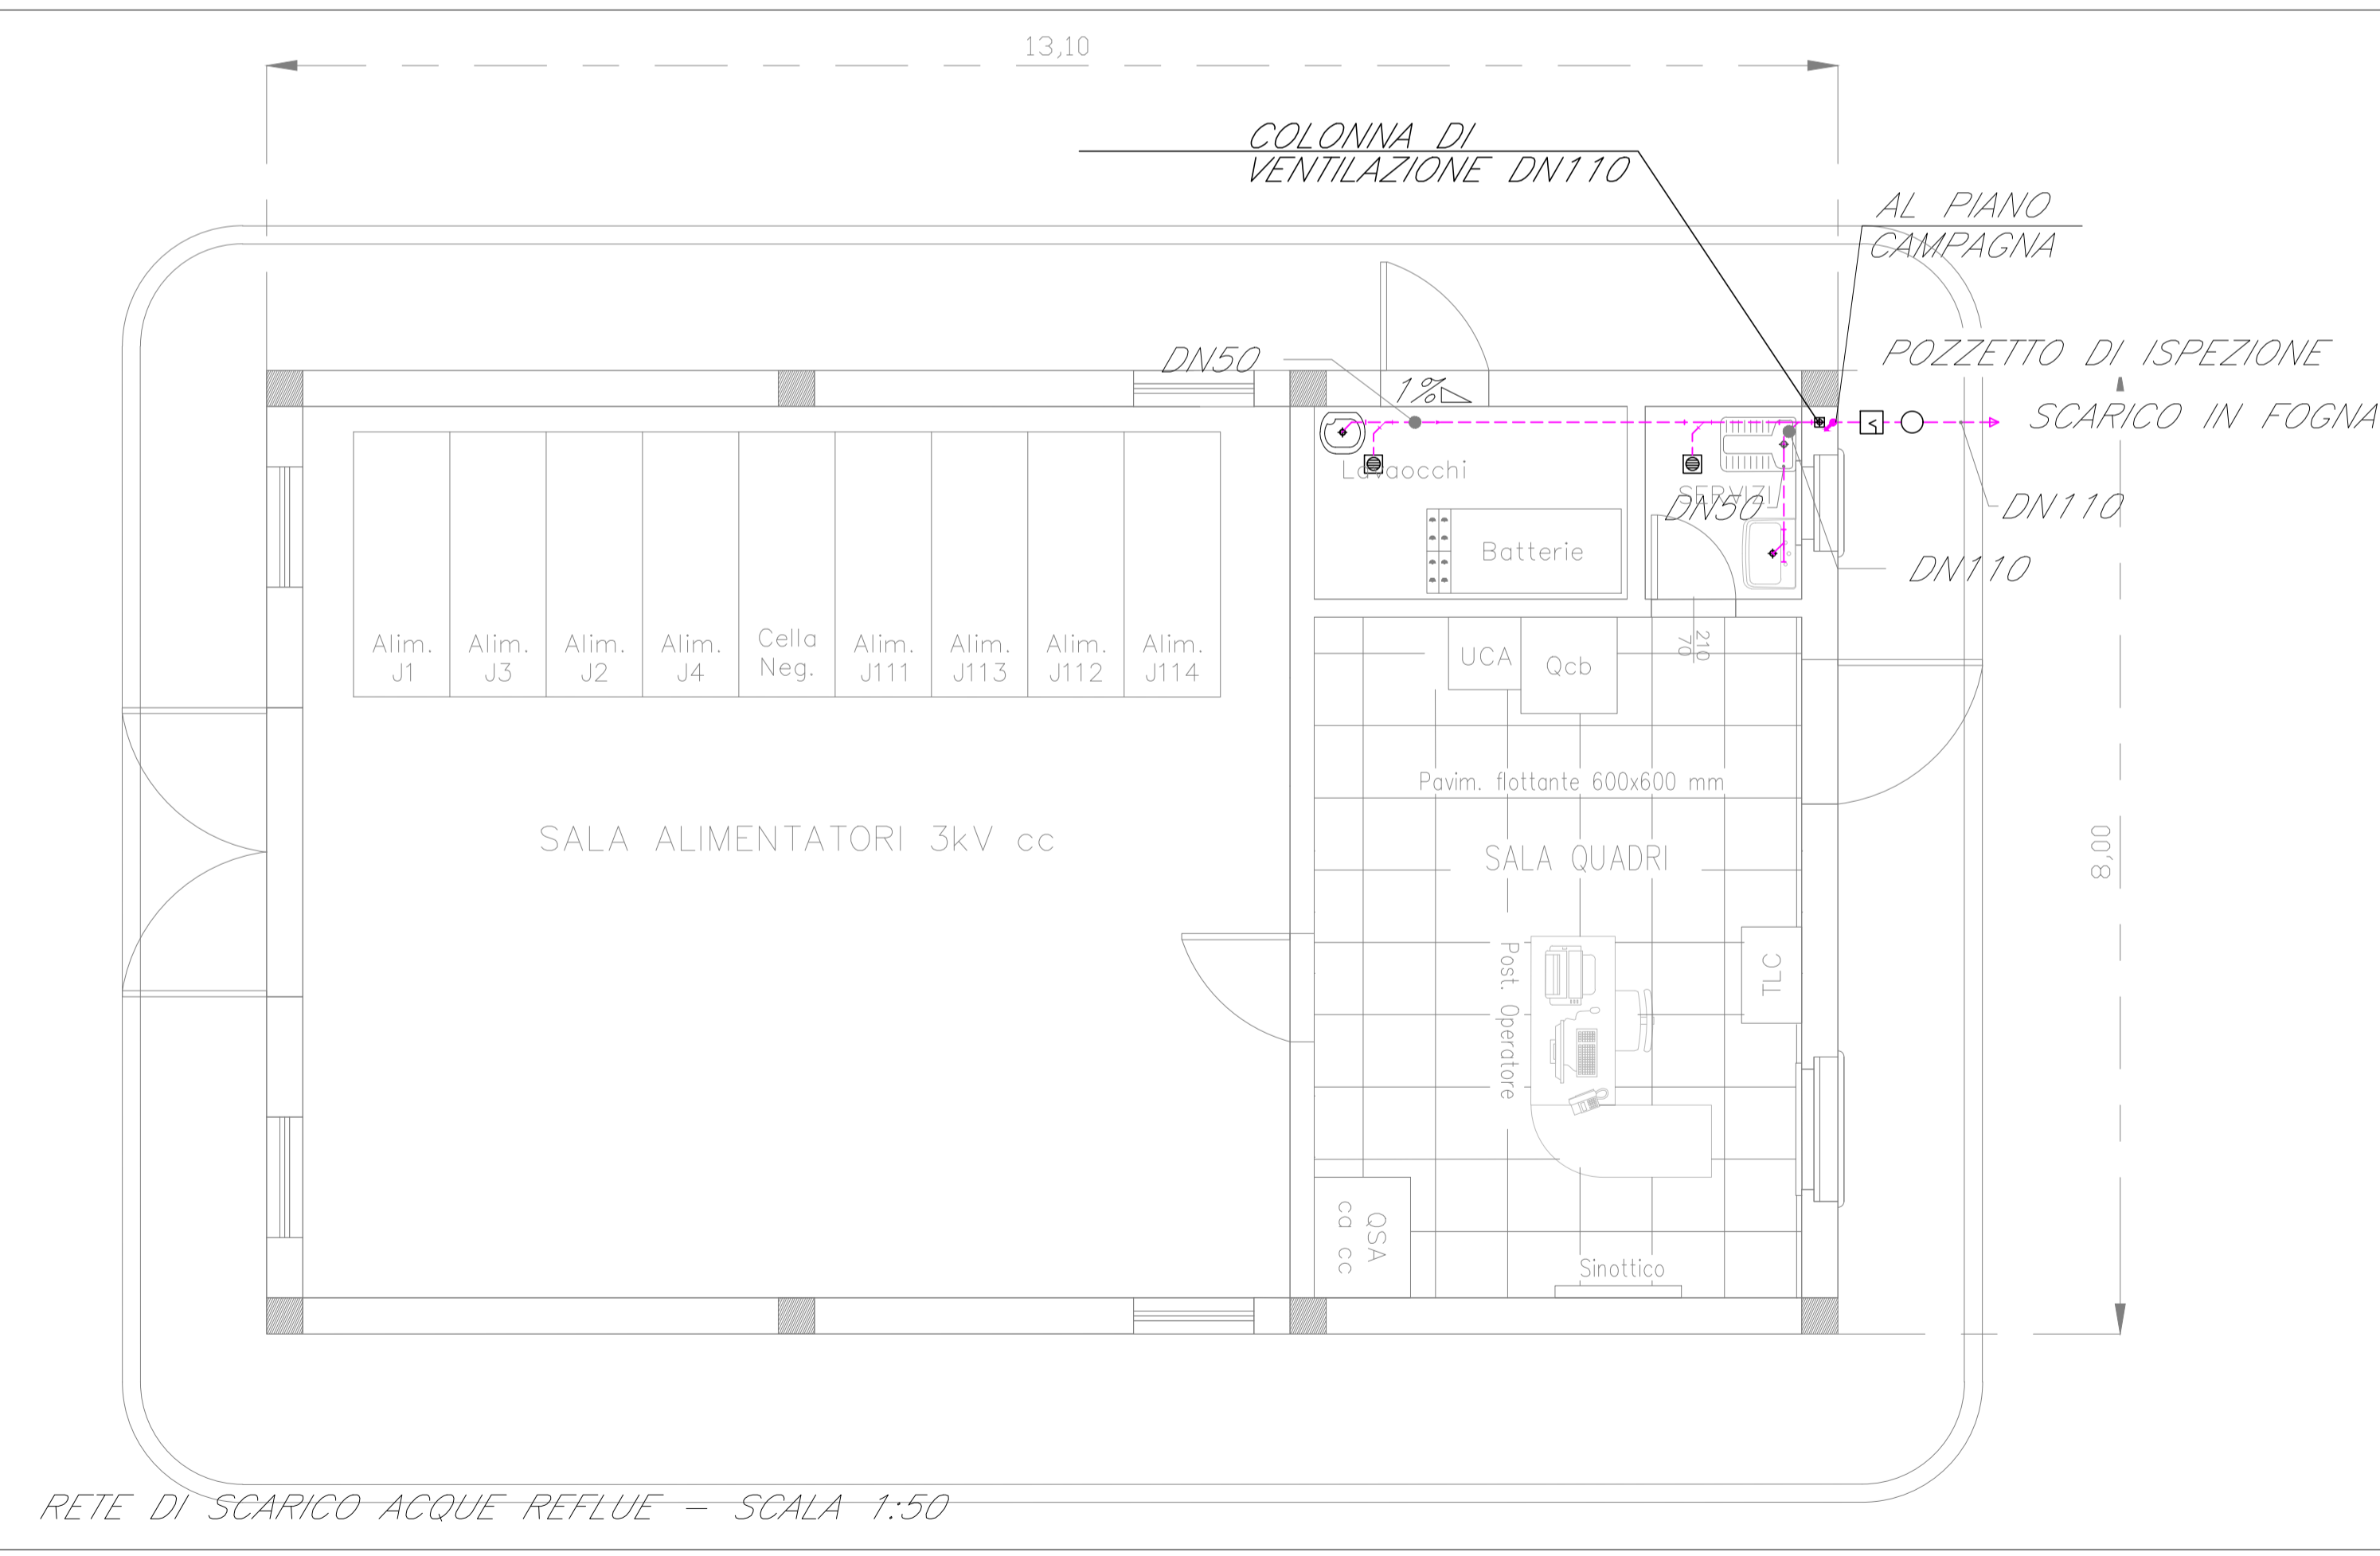 13,10
COLONNA DI
VENTILAZIONE DN110
AL PIANO
CAMPAGNA
DN50
POZZETTO DI ISPEZIONE
1%
SCARICO IN FOGNA
Lavaocchi
SERVIZI
DN50
DN110
Batterie
DN110
Alim.
J1
Alim.
J3
Alim.
J2
Alim.
J4
Cella
Neg.
Alim.
J111
Alim.
J113
Alim.
J112
Alim.
J114
UCA
Qcb
210
70
Pavim. flottante 600x600 mm
SALA ALIMENTATORI 3kV cc
SALA QUADRI
8,00
TLC
Post. Operatore
QSA
ca cc
Sinottico
RETE DI SCARICO ACQUE REFLUE - SCALA 1:50